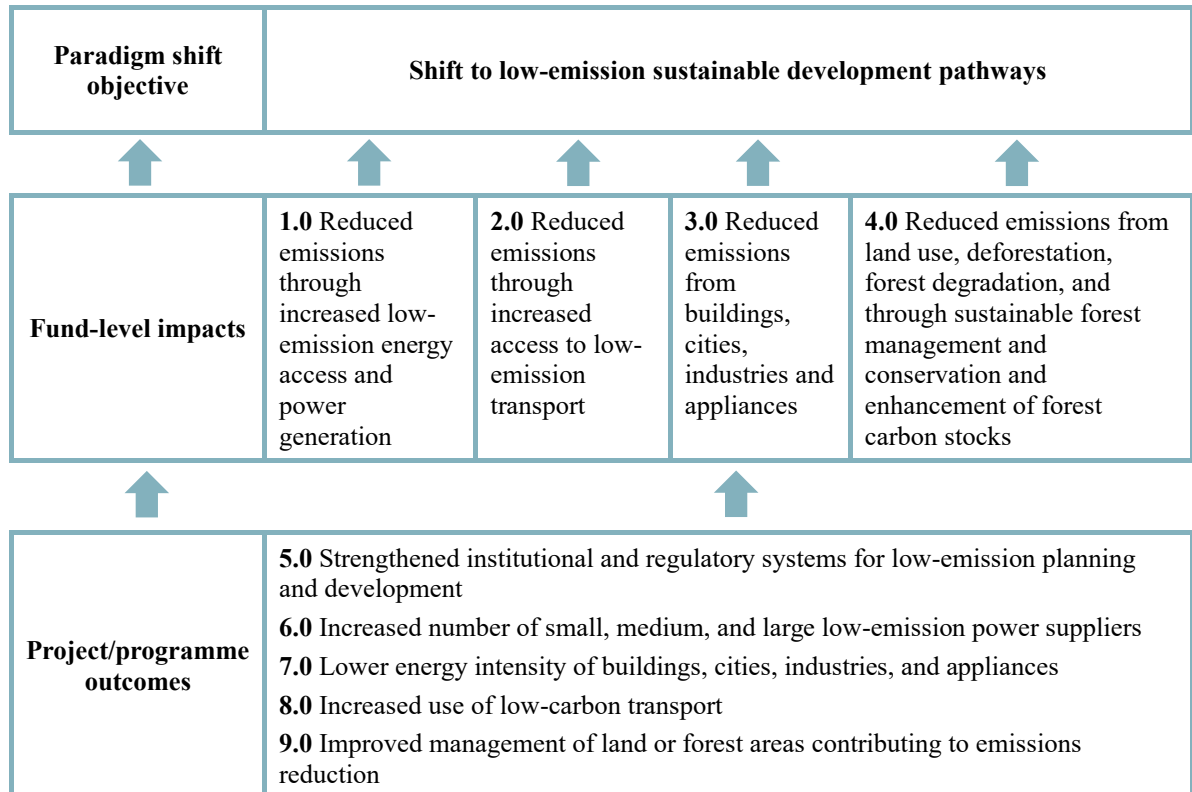 Paradigm shift
objective
Shift to low-emission sustainable development pathways
Fund-level impacts
1.0 Reduced
emissions
through
increased low-
emission energy
access and
power
generation
2.0 Reduced
emissions
through
increased
access to low-
emission
transport
3.0 Reduced
emissions
from
buildings,
cities,
industries and
appliances
4.0 Reduced emissions from
land use, deforestation,
forest degradation, and
through sustainable forest
management and
conservation and
enhancement of forest
carbon stocks
Project/programme
outcomes
5.0 Strengthened institutional and regulatory systems for low-emission planning
and development
6.0 Increased number of small, medium, and large low-emission power suppliers
7.0 Lower energy intensity of buildings, cities, industries, and appliances
8.0 Increased use of low-carbon transport
9.0 Improved management of land or forest areas contributing to emissions
reduction